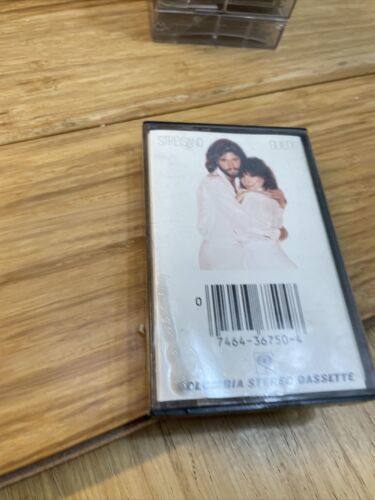 STREISAND
GUILTY
0
7464-36750-4
COLUMBIA STEREO CASSETTE